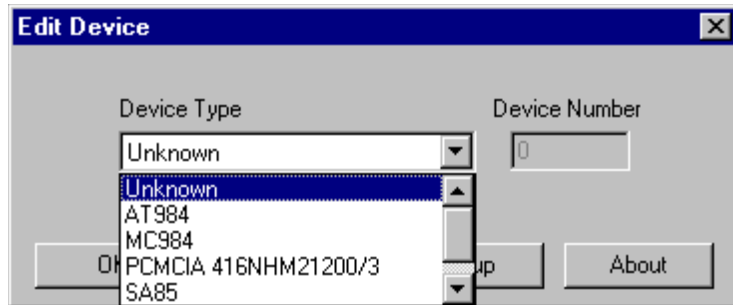 Edit Device
Device Type Device Number
Unknown 0
Unknown
AT984
MC984
PCMCIA 416NHM21200/3
About
SA85